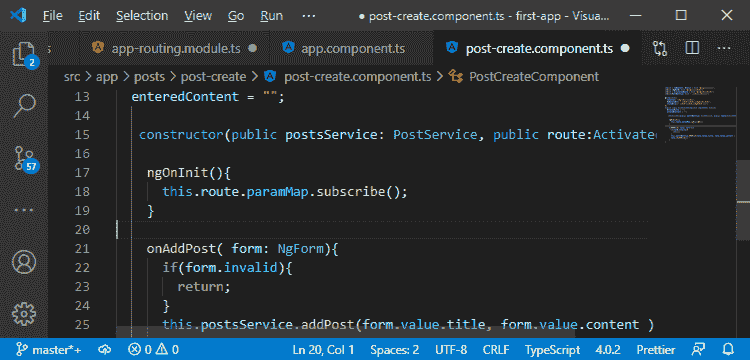 File Edit Selection View Go Run ··· ● post-create.component.ts - first-app - Visua...
s app-routing.module.ts ● app.component.ts post-create.component.ts ●
src > app > posts > post-create > post-create.component.ts > PostCreateComponent
2
57
13 enteredContent = "";
14
15 constructor(public postsService: PostService, public route:Activate
16
17 ngOnInit(){
18 this.route.paramMap.subscribe();
19 }
20
21 onAddPost( form: NgForm){
22 if(form.invalid){
23 return;
24 }
25 this.postsService.addPost(form.value.title, form.value.content )
master*+ 0 0 Ln 20, Col 1 Spaces: 2 UTF-8 CRLF TypeScript 4.0.2 Prettier